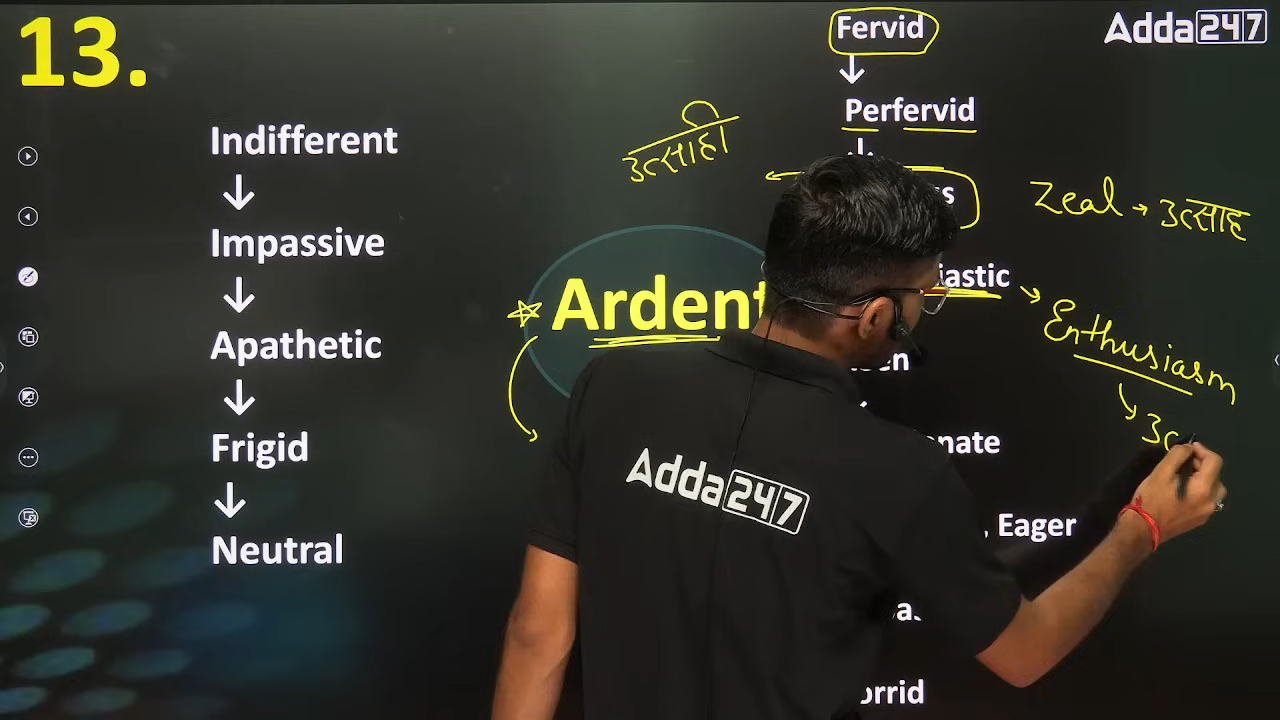 13.
Adda247
Indifferent
↓
Impassive
↓
Apathetic
↓
Frigid
↓
Neutral
उत्साही
Ardent
Fervid
↓
Perfervid
↓
Zeal → उत्साह
→ Enthusiasm
, Eager
Adda247